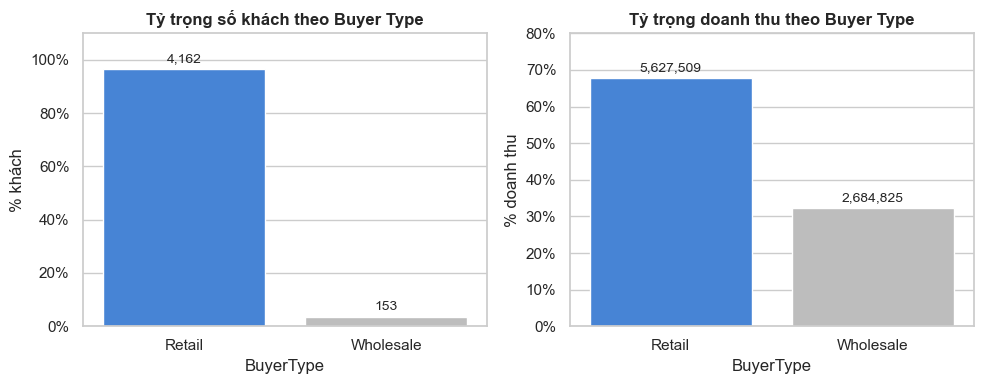 Tỷ trọng số khách theo Buyer Type
100%
80%
60%
40%
20%
0%
% khách
4,162
153
Retail
Wholesale
BuyerType
Tỷ trọng doanh thu theo Buyer Type
80%
70%
60%
50%
40%
30%
20%
10%
0%
% doanh thu
5,627,509
2,684,825
Retail
Wholesale
BuyerType